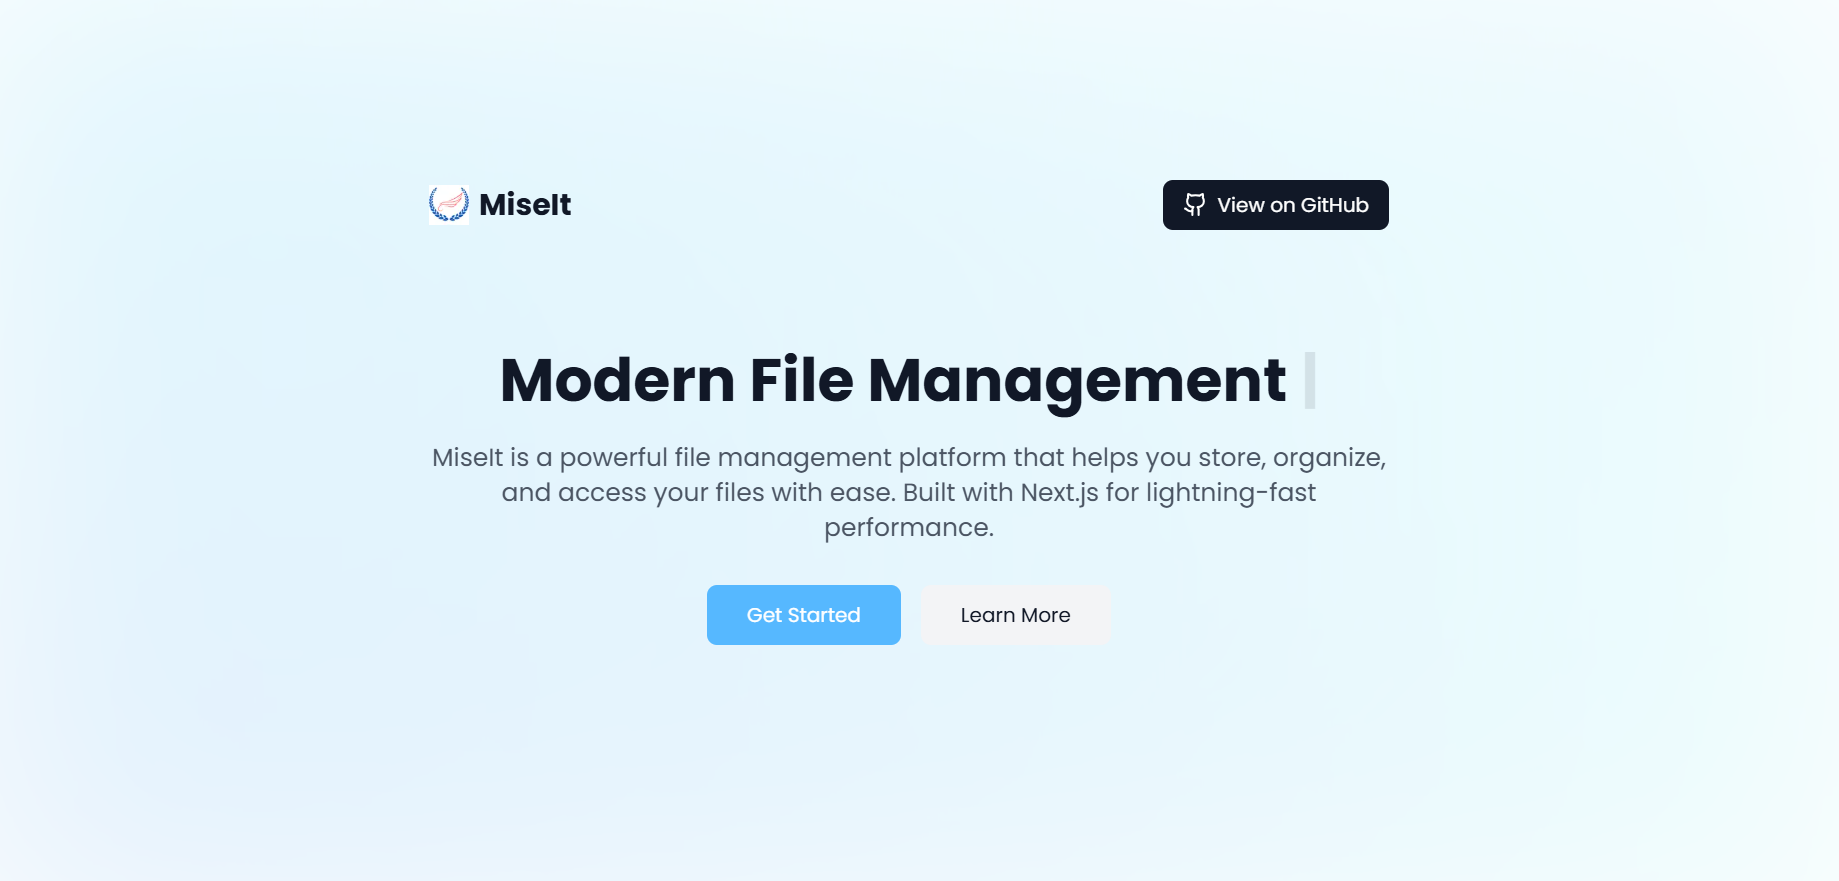 MiseIt
View on GitHub
Modern File Management
MiseIt is a powerful file management platform that helps you store, organize,
and access your files with ease. Built with Next.js for lightning-fast
performance.
Get Started
Learn More